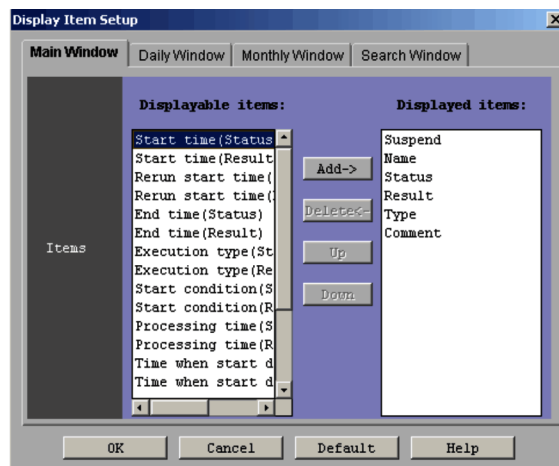 Display Item Setup
Main Window Daily Window Monthly Window Search Window
Displayable items: Displayed items:
Items
Start time(Status
Start time(Result
Rerun start time(
Rerun start time(
End time(Status)
End time(Result)
Execution type(St
Execution type(Re
Start condition(S
Start condition(R
Processing time(S
Processing time(R
Time when start d
Time when start d
Add->
Delete<-
Up
Down
Suspend
Name
Status
Result
Type
Comment
OK Cancel Default Help